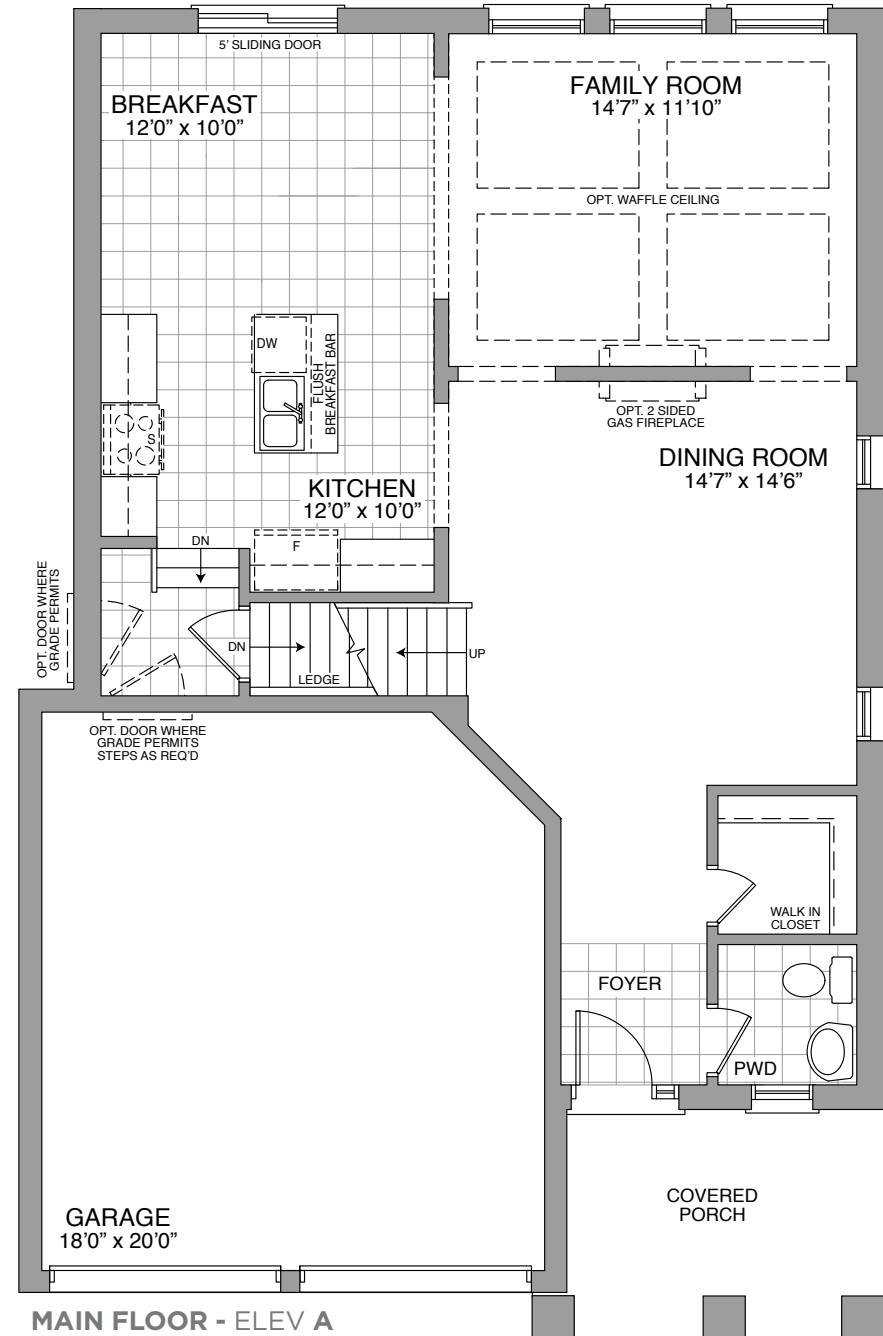 5' SLIDING DOOR
BREAKFAST
12'0” x 10'0”
FAMILY ROOM
14'7” x 11'10”
OPT. WAFFLE CEILING
DW
FLUSH
BREAKFAST BAR
S
OPT. 2 SIDED
GAS FIREPLACE
DINING ROOM
14'7” x 14'6”
KITCHEN
12'0” x 10'0”
DN
F
OPT. DOOR WHERE
GRADE PERMITS
DN
LEDGE
UP
OPT. DOOR WHERE
GRADE PERMITS
STEPS AS REQ'D
WALK IN
CLOSET
FOYER
PWD
COVERED
PORCH
GARAGE
18'0” x 20'0”
MAIN FLOOR - ELEV A